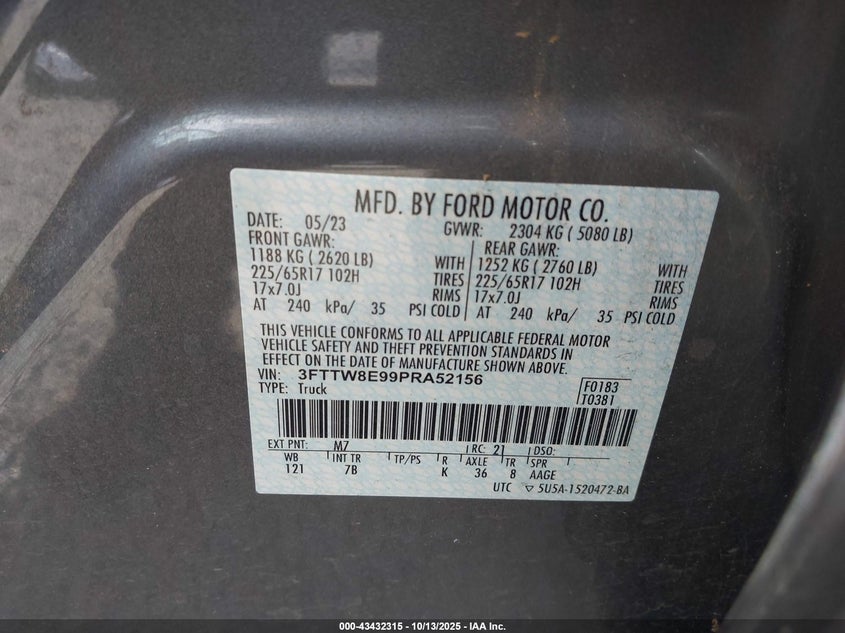 MFD. BY FORD MOTOR CO.
DATE: 05/23 GVWR: 2304 KG ( 5080 LB)
FRONT GAWR: REAR GAWR:
1188 KG ( 2620 LB) WITH 1252 KG ( 2760 LB) WITH
225/65R17 102H TIRES 225/65R17 102H TIRES
17x7.0J RIMS 17x7.0J RIMS
AT 240 kPa/ 35 PSI COLD AT 240 kPa/ 35 PSI COLD
THIS VEHICLE CONFORMS TO ALL APPLICABLE FEDERAL MOTOR
VEHICLE SAFETY AND THEFT PREVENTION STANDARDS IN
EFFECT ON THE DATE OF MANUFACTURE SHOWN ABOVE.
VIN: 3FTTW8E99PRA52156
TYPE: Truck
F0183
T0381
EXT PNT: M7 RC: 21 DSO:
WB INT TR TP/PS R AXLE TR SPR
121 7B K 36 8 AAGE
UTC ▽ 5U5A-1520472-BA
000-43432315 - 10/13/2025 - IAA Inc.